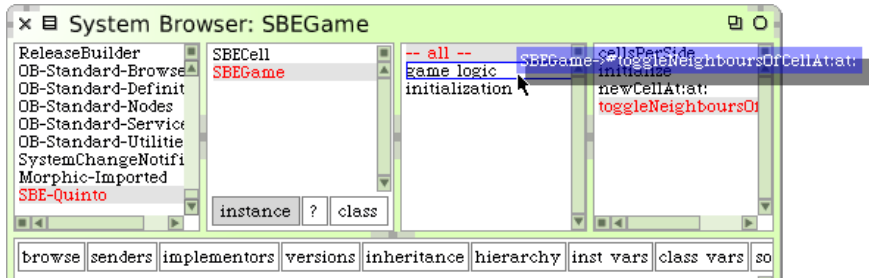 System Browser: SBEGame
ReleaseBuilder
OB-Standard-Browse
OB-Standard-Definit
OB-Standard-Nodes
OB-Standard-Service
OB-Standard-Utilitie
SystemChangeNotifi
Morphic-Imported
SBE-Quinto
SBECell
SBEGame
instance
?
class
-- all --
game logic
initialization
SBEGame->#toggleNeighboursOfCellAt:at:
cellsPerSide
initialize
newCellAt:at:
toggleNeighboursOf
browse senders implementors versions inheritance hierarchy inst vars class vars so